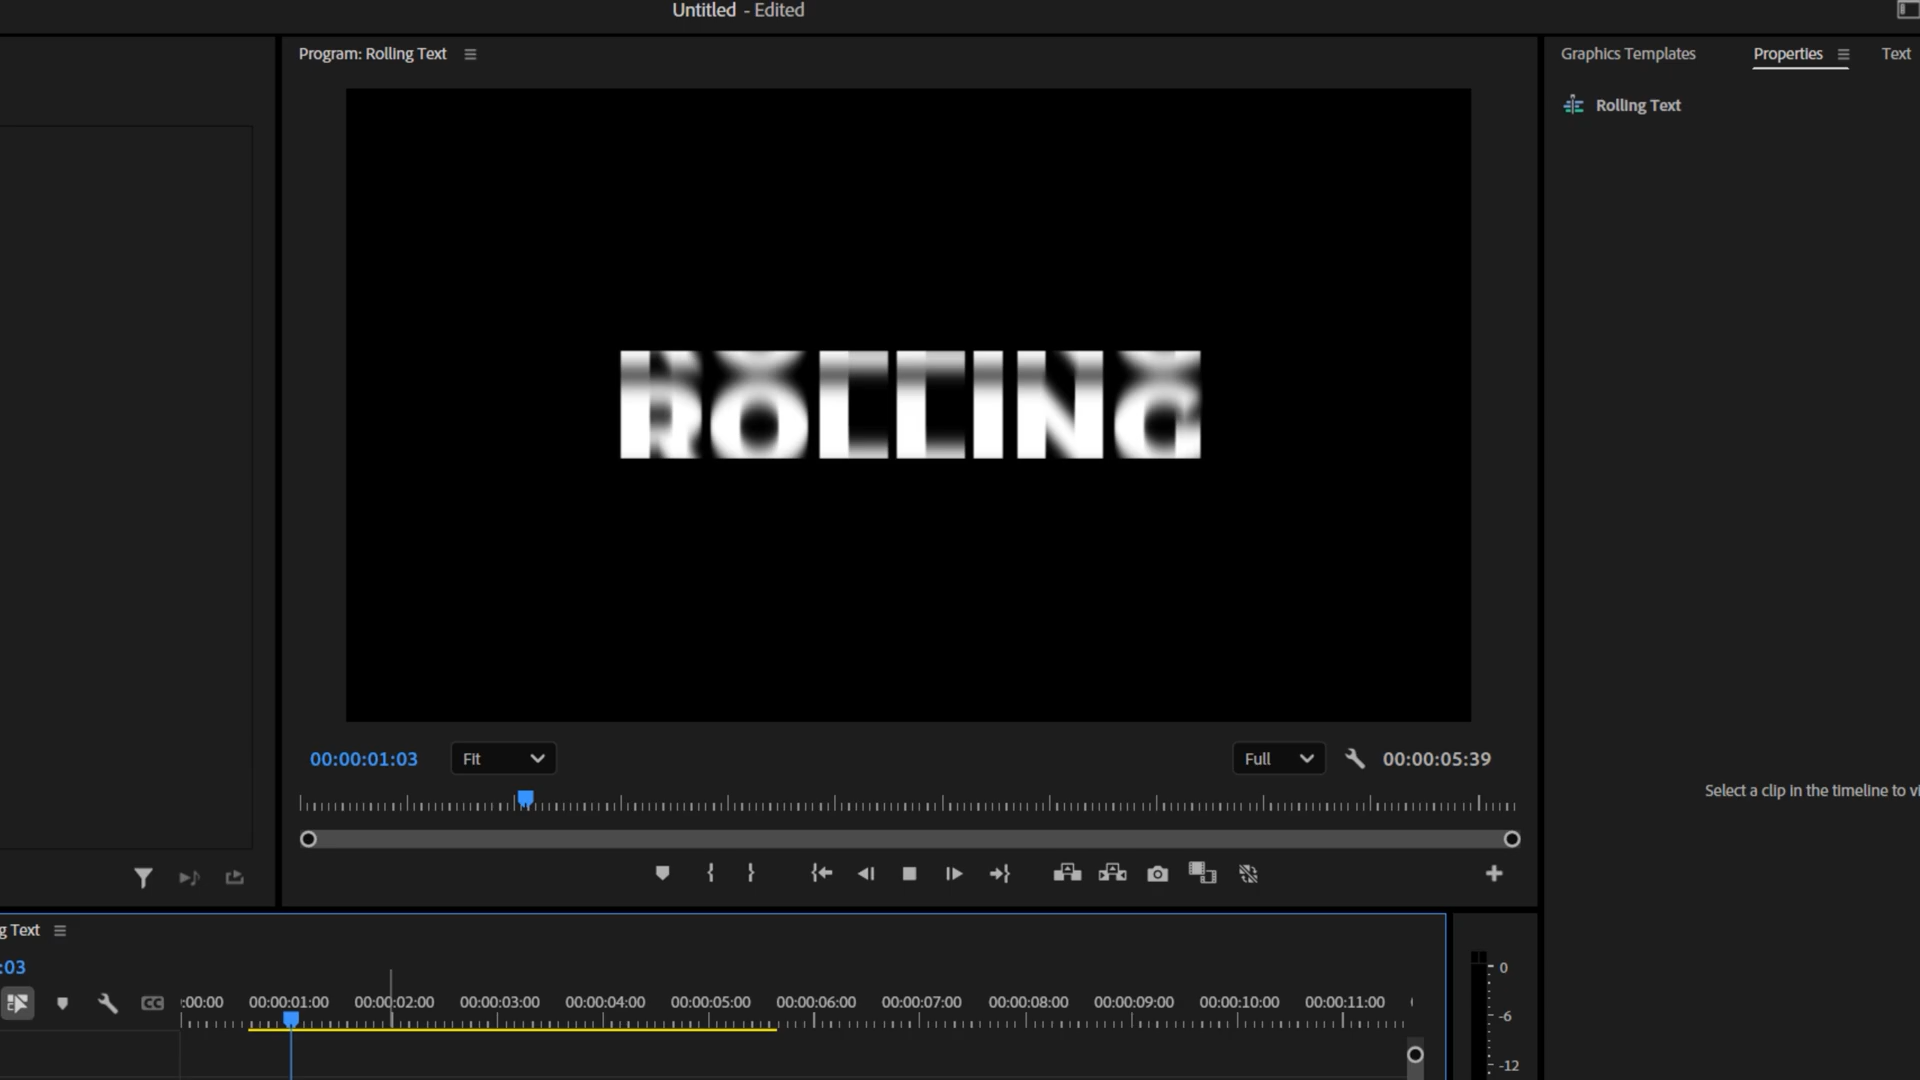 Untitled - Edited
Program: Rolling Text
Graphics Templates
Properties
Text
Rolling Text
ROLLING
00:00:01:03
Fit
Full
00:00:05:39
Select a clip in the timeline to vi
g Text
:03
:00:00
00:00:01:00
00:00:02:00
00:00:03:00
00:00:04:00
00:00:05:00
00:00:06:00
00:00:07:00
00:00:08:00
00:00:09:00
00:00:10:00
00:00:11:00
CC
0
-6
-12